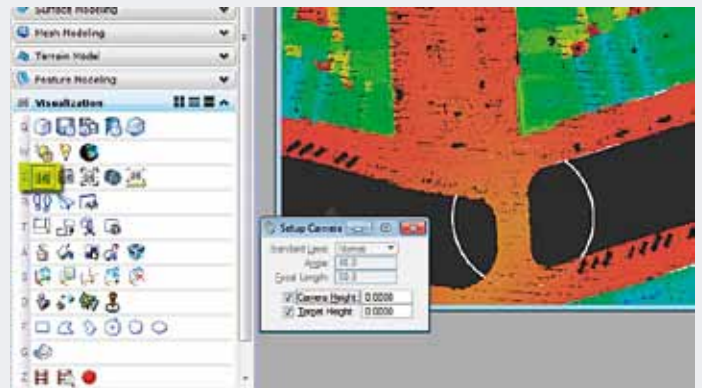 Surface Modeling
Mesh Modeling
Terrain Model
Feature Modeling
Visualization
Q
W
R
T
A
S
D
F
G
Z
Setup Camera
Standard Lens: Normal
Angle:
Focal Length:
Camera Height: 0.0000
Target Height: 0.0000